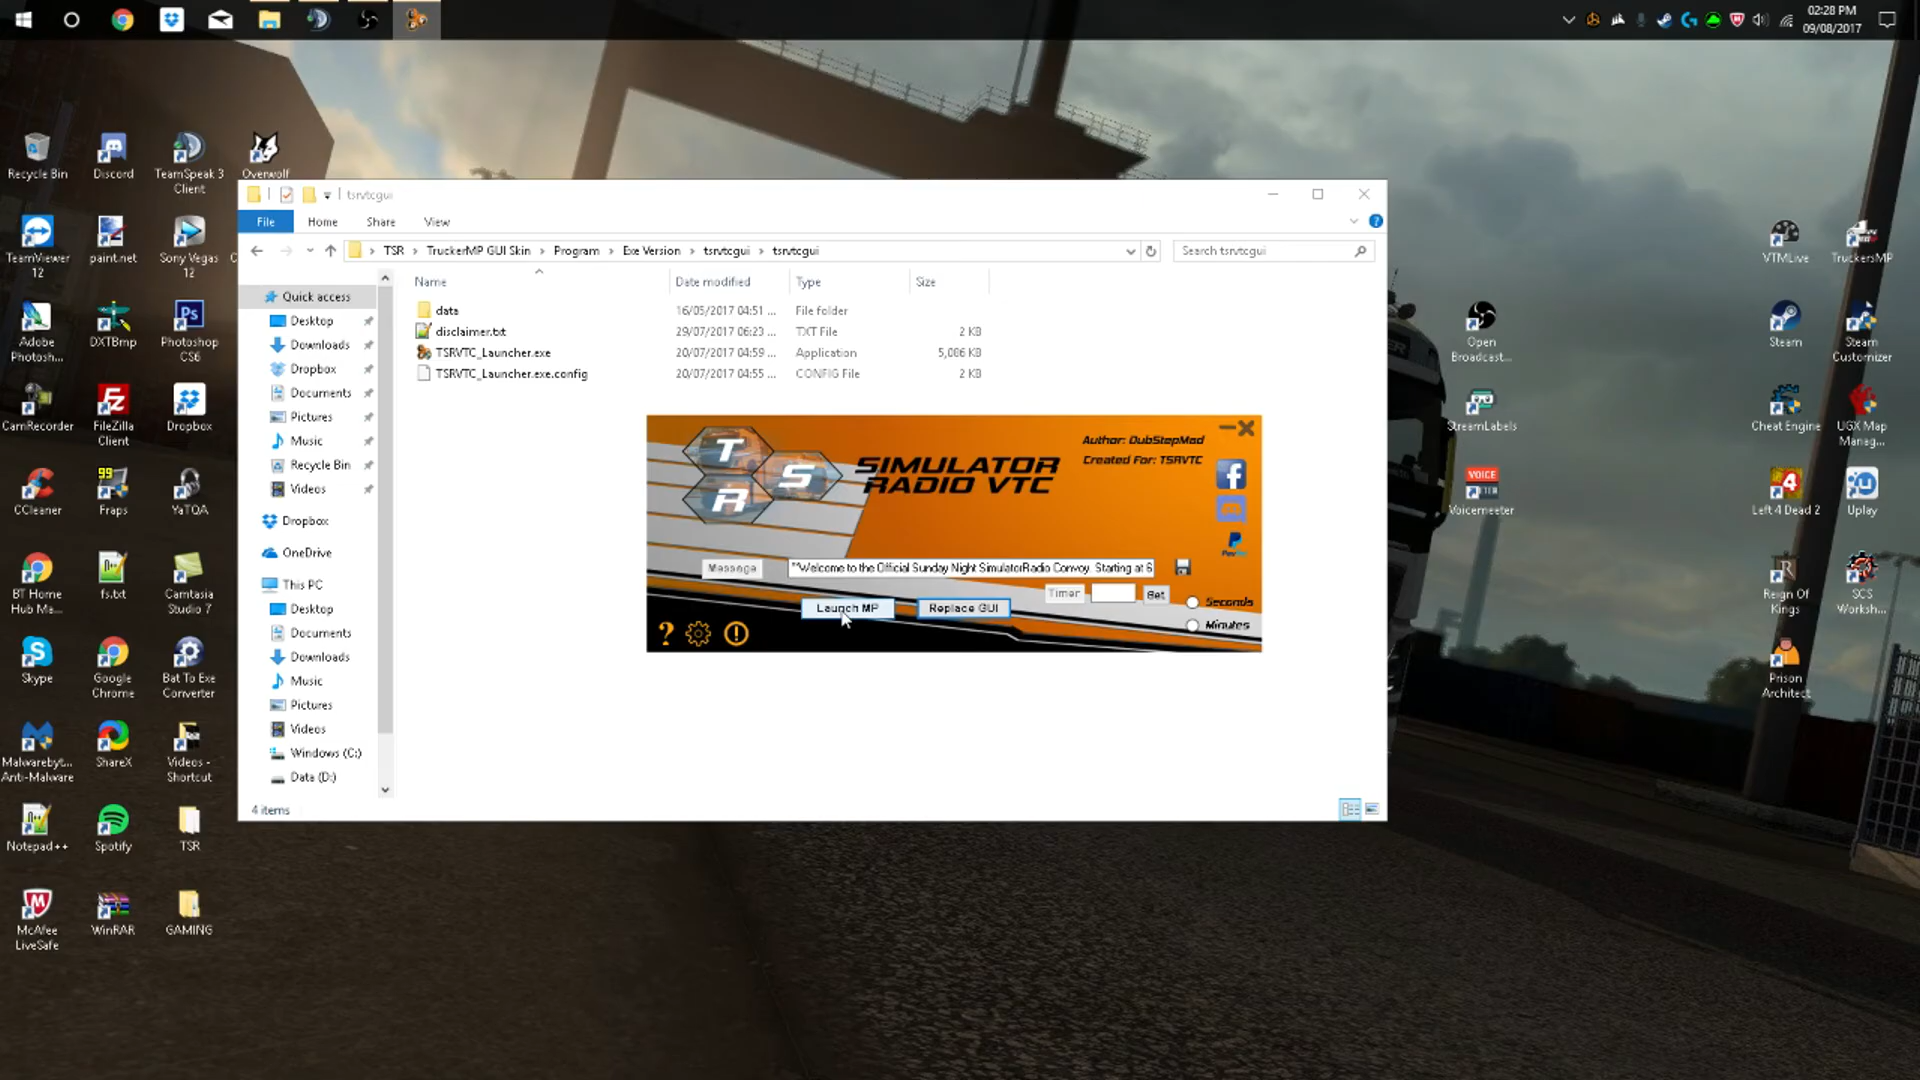 02:28 PM
09/08/2017
Recycle Bin
Discord
TeamSpeak 3 Client
Overwolf
TeamViewer 12
paint.net
Sony Vegas 12
Adobe Photosh...
DXTBmp
Photoshop CS6
CamRecorder
FileZilla Client
Dropbox
CCleaner
99
Fraps
YaTQA
BT Home Hub Ma...
fs.txt
Camtasia Studio 7
Skype
Google Chrome
Bat To Exe Converter
Malwarebyt... Anti-Malware
ShareX
Videos - Shortcut
Notepad++
Spotify
TSR
McAfee LiveSafe
WinRAR
GAMING
tsrvtcgui
File
Home
Share
View
TSR
TruckerMP GUI Skin
Program
Exe Version
tsrvtcgui
tsrvtcgui
Search tsrvtcgui
Name
Date modified
Type
Size
data 16/05/2017 04:51 ... File folder
disclaimer.txt 29/07/2017 06:23 ... TXT File 2 KB
TSRVTC_Launcher.exe 20/07/2017 04:59 ... Application 5,086 KB
TSRVTC_Launcher.exe.config 20/07/2017 04:55 ... CONFIG File 2 KB
Quick access
Desktop
Downloads
Dropbox
Documents
Pictures
Music
Recycle Bin
Videos
Dropbox
OneDrive
This PC
Desktop
Documents
Downloads
Music
Pictures
Videos
Windows (C:)
Data (D:)
4 items
T
S
R
SIMULATOR
RADIO VTC
Author: DubStepMad
Created For: TSRVTC
Message
**Welcome to the Official Sunday Night SimulatorRadio Convoy. Starting at 6
Timer
Set
Seconds
Minutes
Launch MP
Replace GUI
VTMLive
TruckersMP
Open Broadcast...
Steam
Steam Customizer
StreamLabels
Cheat Engine
UGX Map Manag...
Voicemeeter
Left 4 Dead 2
Uplay
Reign Of Kings
SCS Worksh...
Prison Architect